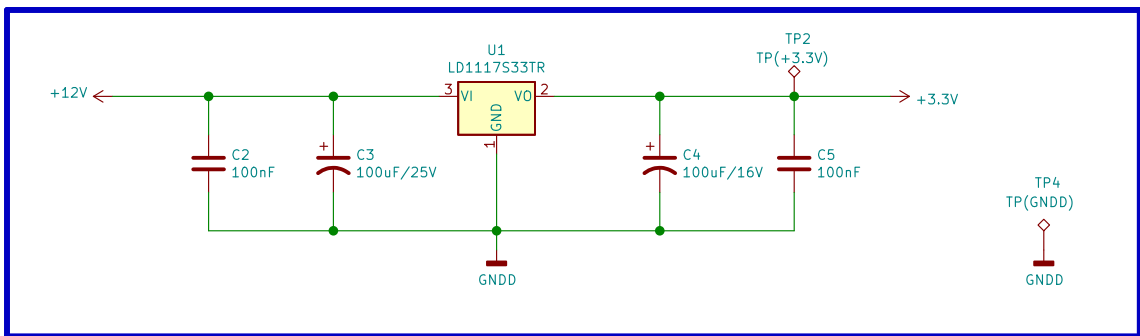 TP2
TP(+3.3V)
U1
LD1117S33TR
+12V
3
VI
VO
2
+3.3V
GND
1
+
C2
100nF
C3
100uF/25V
+
C4
100uF/16V
C5
100nF
TP4
TP(GNDD)
GNDD
GNDD